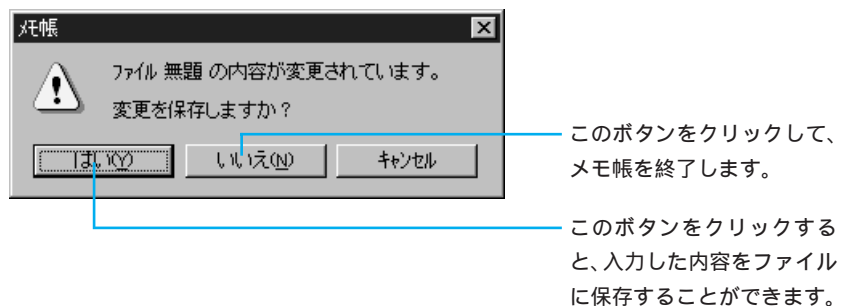 メモ帳
ファイル 無題 の内容が変更されています。
変更を保存しますか?
はい(Y) いいえ(N) キャンセル
このボタンをクリックして、
メモ帳を終了します。
このボタンをクリックする
と、入力した内容をファイル
に保存することができます。